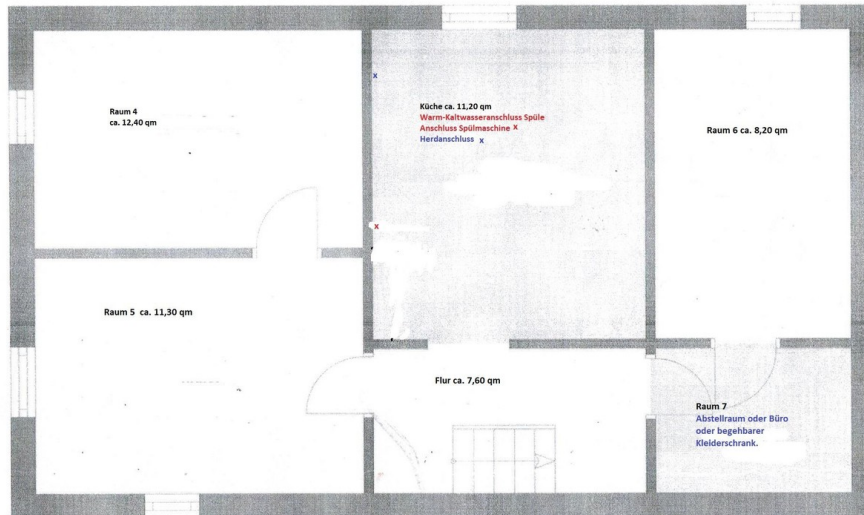 Raum 4
ca. 12,40 qm
Küche ca. 11,20 qm
Warm-Kaltwasseranschluss Spüle
Anschluss Spülmaschine x
Herdanschluss x
Raum 6 ca. 8,20 qm
x
x
Raum 5 ca. 11,30 qm
Flur ca. 7,60 qm
Raum 7
Abstellraum oder Büro
oder begehbarer
Kleiderschrank.